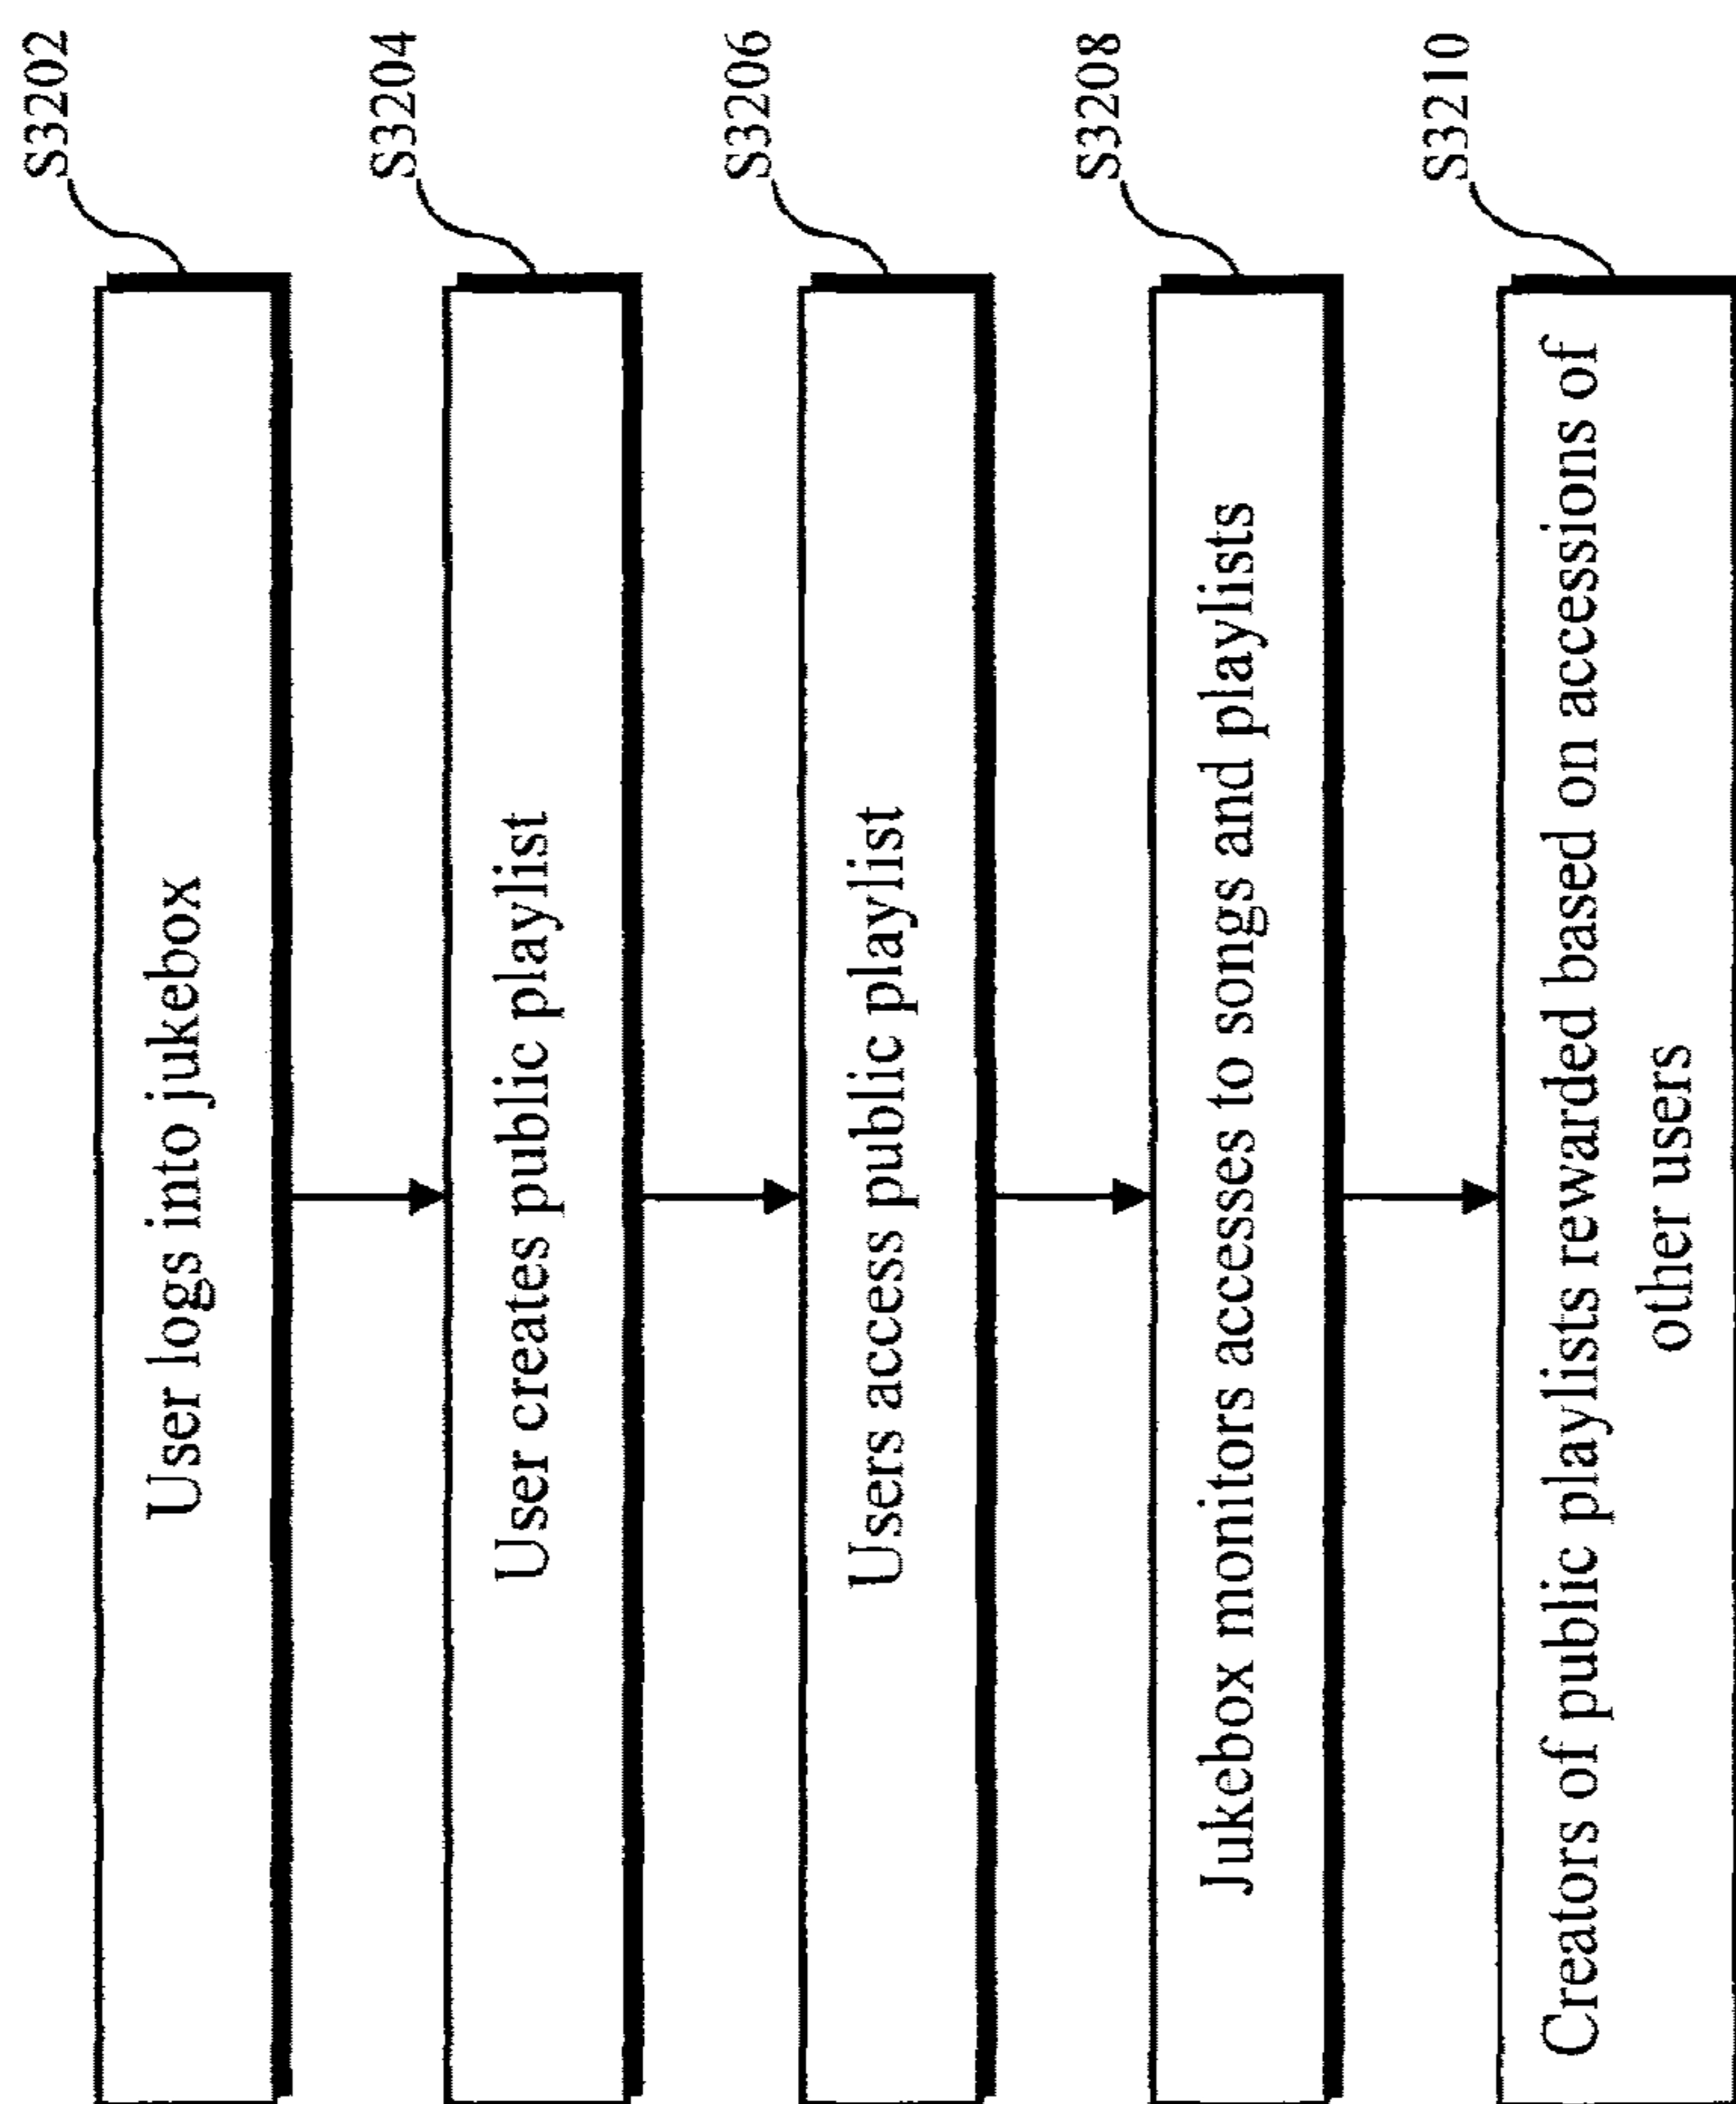 User logs into jukebox
S3202
User creates public playlist
S3204
Users access public playlist
S3206
Jukebox monitors accesses to songs and playlists
S3208
Creators of public playlists rewarded based on accessions of
other users
S3210